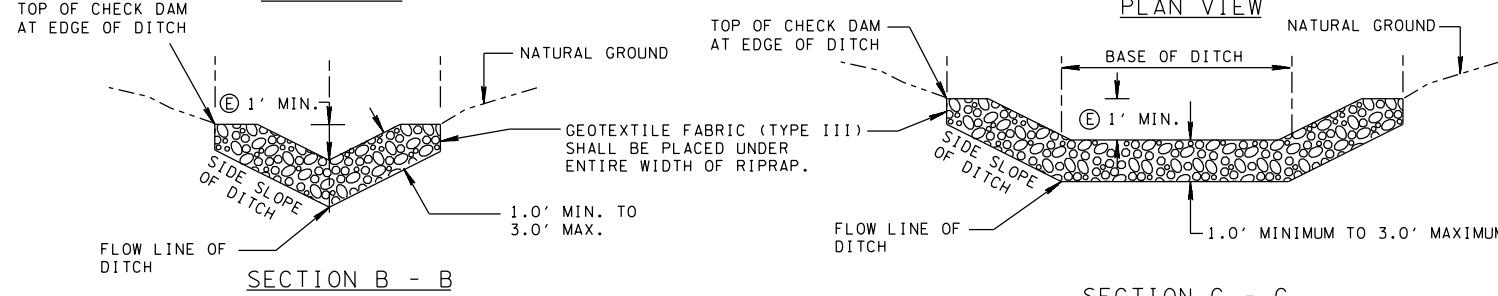 TOP OF CHECK DAM
AT EDGE OF DITCH
NATURAL GROUND
Ⓔ 1' MIN.
GEOTEXTILE FABRIC (TYPE III)
SHALL BE PLACED UNDER
ENTIRE WIDTH OF RIPRAP.
SIDE SLOPE
OF DITCH
1.0' MIN. TO
3.0' MAX.
FLOW LINE OF
DITCH
SECTION B - B
PLAN VIEW
TOP OF CHECK DAM
AT EDGE OF DITCH
NATURAL GROUND
BASE OF DITCH
Ⓔ 1' MIN.
SIDE SLOPE
OF DITCH
FLOW LINE OF
DITCH
1.0' MINIMUM TO 3.0' MAXIMUM
SECTION C - C